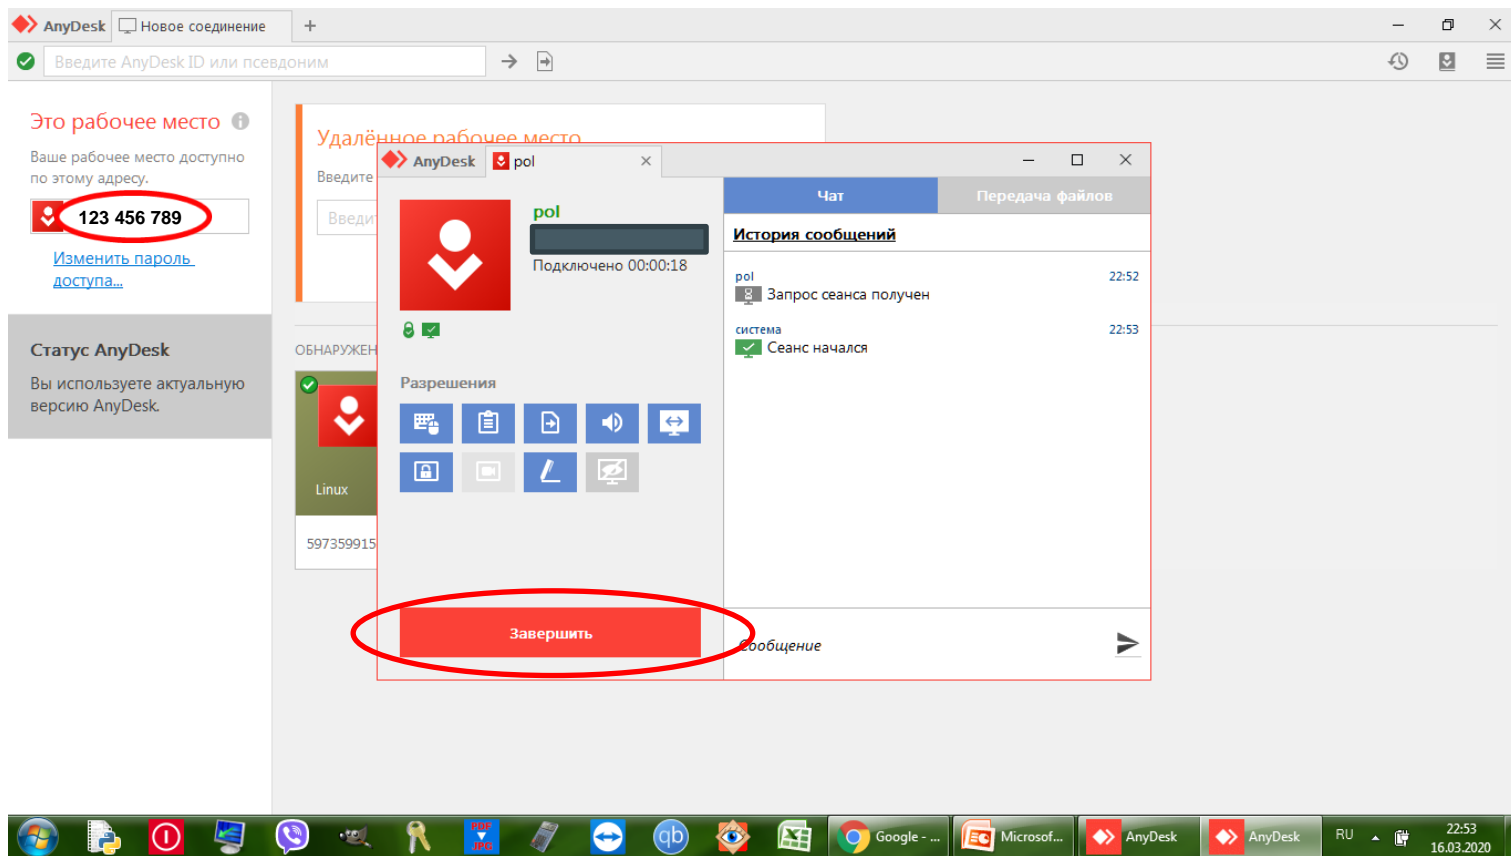 AnyDesk
Новое соединение
+
Введите AnyDesk ID или псевдоним
Это рабочее место
Ваше рабочее место доступно
по этому адресу.
123 456 789
Изменить пароль
доступа...
Статус AnyDesk
Вы используете актуальную
версию AnyDesk.
Удалённое рабочее место
Введите
Введи
ОБНАРУЖЕН
Linux
597359915
AnyDesk
pol
pol
Подключено 00:00:18
Разрешения
Завершить
Чат
Передача файлов
История сообщений
pol 22:52
Запрос сеанса получен
система 22:53
Сеанс начался
Сообщение
PDF
JPG
qb
Google - ...
Microsof...
AnyDesk
AnyDesk
RU
22:53
16.03.2020